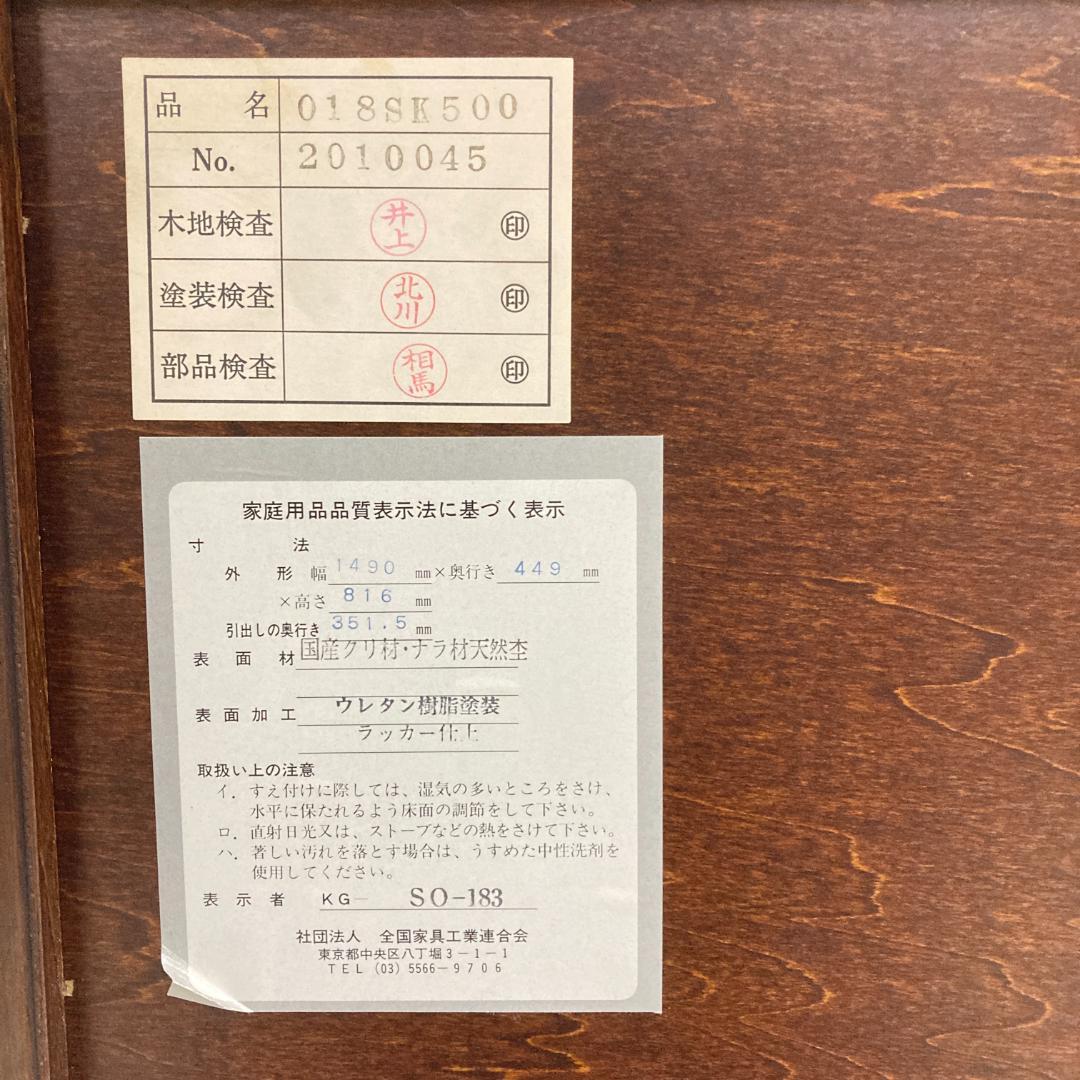 品名 018SK500
No. 2010045
木地検査 井上 ㊞
塗装検査 北川 ㊞
部品検査 相馬 ㊞
家庭用品品質表示法に基づく表示
寸法
外形 幅 1490 mm×奥行き 449 mm
×高さ 816 mm
引出しの奥行き 351.5 mm
表面材 国産クリ材・ナラ材天然杢
表面加工 ウレタン樹脂塗装
ラッカー仕上
取扱い上の注意
イ．すえ付けに際しては、湿気の多いところをさけ、
水平に保たれるよう床面の調節をして下さい。
ロ．直射日光又は、ストーブなどの熱をさけて下さい。
ハ．著しい汚れを落とす場合は、うすめた中性洗剤を
使用してください。
表示者 KG― SO-183
社団法人 全国家具工業連合会
東京都中央区八丁堀3－1－1
TEL (03) 5566－9706